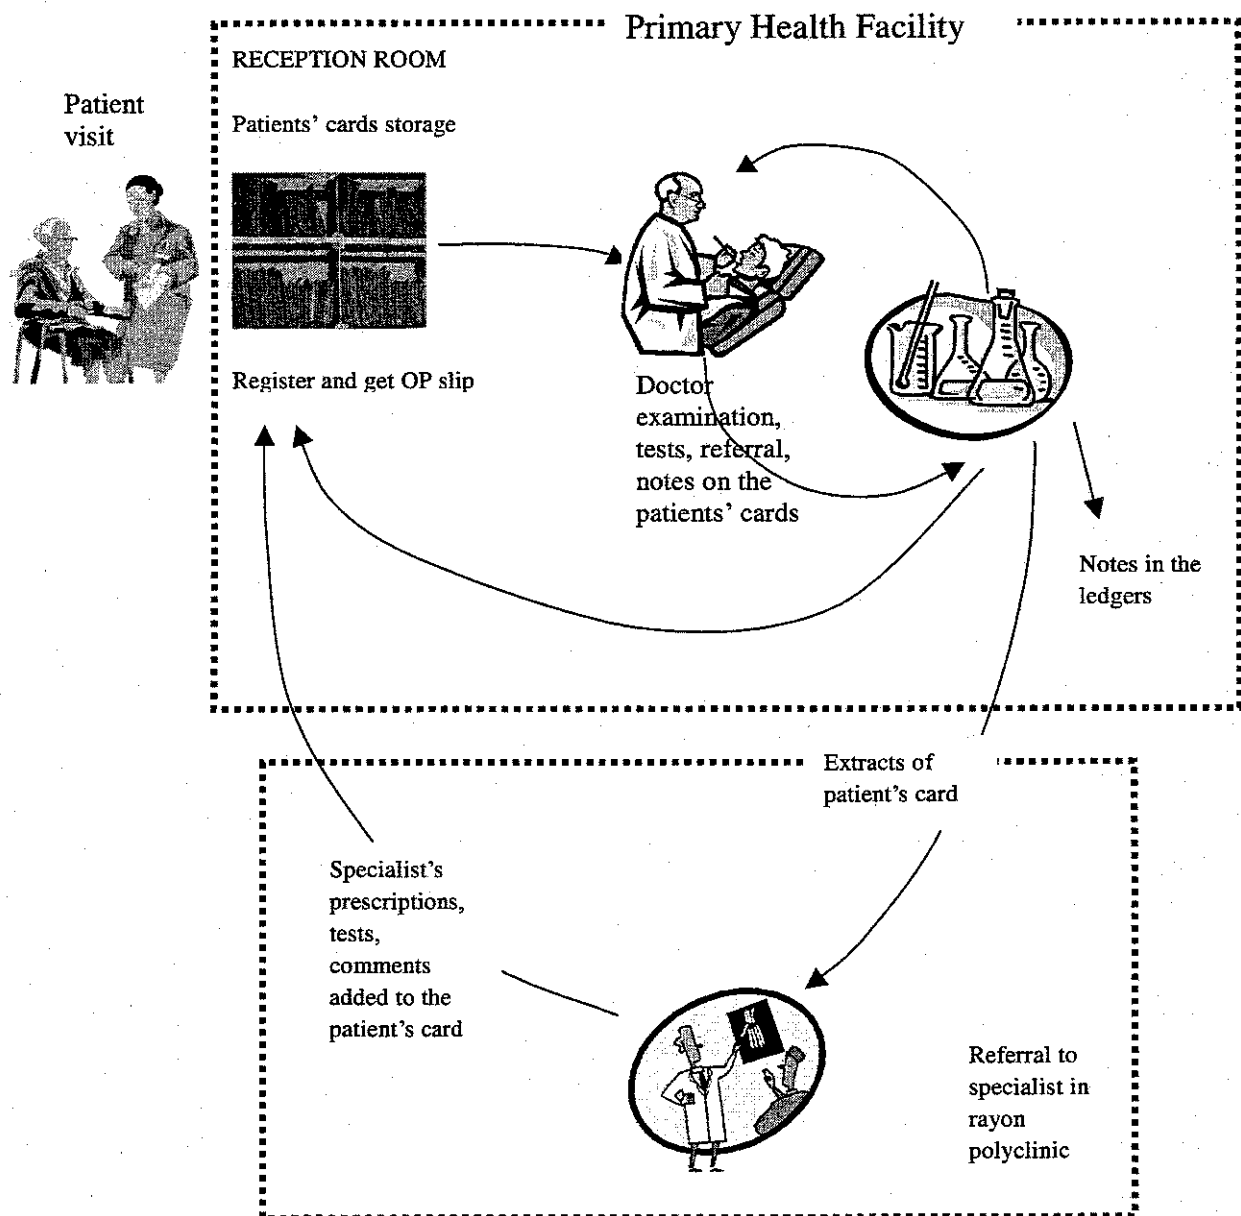 Primary Health Facility
RECEPTION ROOM
Patient
visit
Patients' cards storage
Register and get OP slip
Doctor
examination,
tests, referral,
notes on the
patients' cards
Notes in the
ledgers
Extracts of
patient's card
Specialist's
prescriptions,
tests,
comments
added to the
patient's card
Referral to
specialist in
rayon
polyclinic